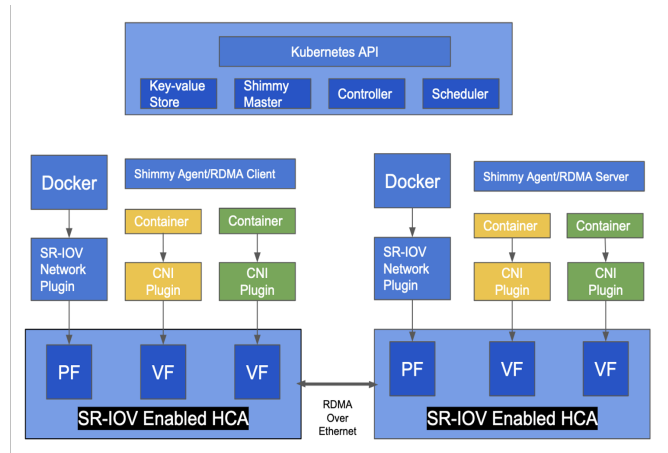 Kubernetes API
Key-value
Store
Shimmy
Master
Controller
Scheduler
Docker
Shimmy Agent/RDMA Client
Container
Container
SR-IOV
Network
Plugin
CNI
Plugin
CNI
Plugin
PF
VF
VF
SR-IOV Enabled HCA
RDMA
Over
Ethernet
Docker
Shimmy Agent/RDMA Server
Container
Container
SR-IOV
Network
Plugin
CNI
Plugin
CNI
Plugin
PF
VF
VF
SR-IOV Enabled HCA